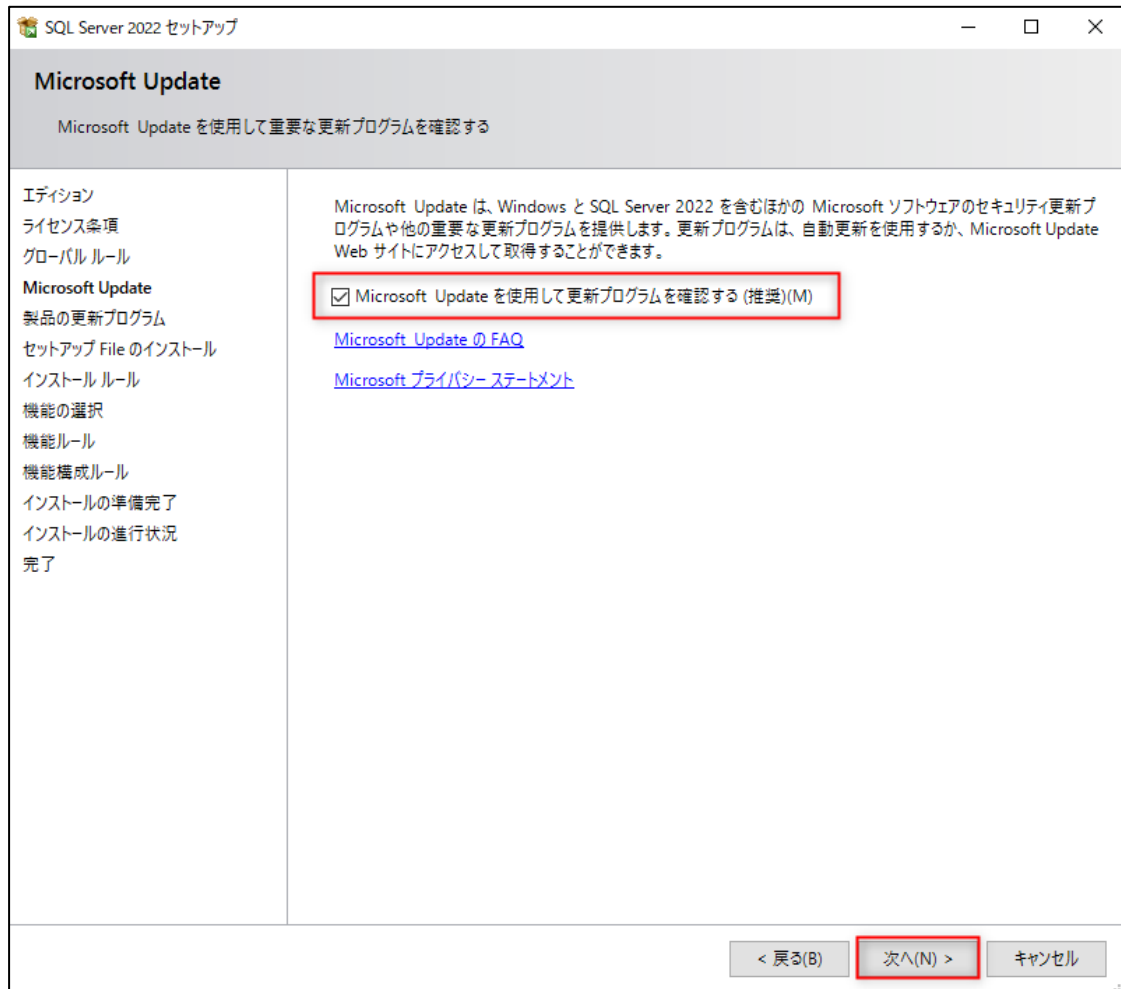 SQL Server 2022 セットアップ
Microsoft Update
Microsoft Update を使用して重要な更新プログラムを確認する
エディション
ライセンス条項
グローバル ルール
Microsoft Update
製品の更新プログラム
セットアップ File のインストール
インストール ルール
機能の選択
機能ルール
機能構成ルール
インストールの準備完了
インストールの進行状況
完了
Microsoft Update は、Windows と SQL Server 2022 を含むほかの Microsoft ソフトウェアのセキュリティ更新プ
ログラムや他の重要な更新プログラムを提供します。更新プログラムは、自動更新を使用するか、Microsoft Update
Web サイトにアクセスして取得することができます。
Microsoft Update を使用して更新プログラムを確認する (推奨)(M)
Microsoft Update の FAQ
Microsoft プライバシー ステートメント
< 戻る(B)
次へ(N) >
キャンセル